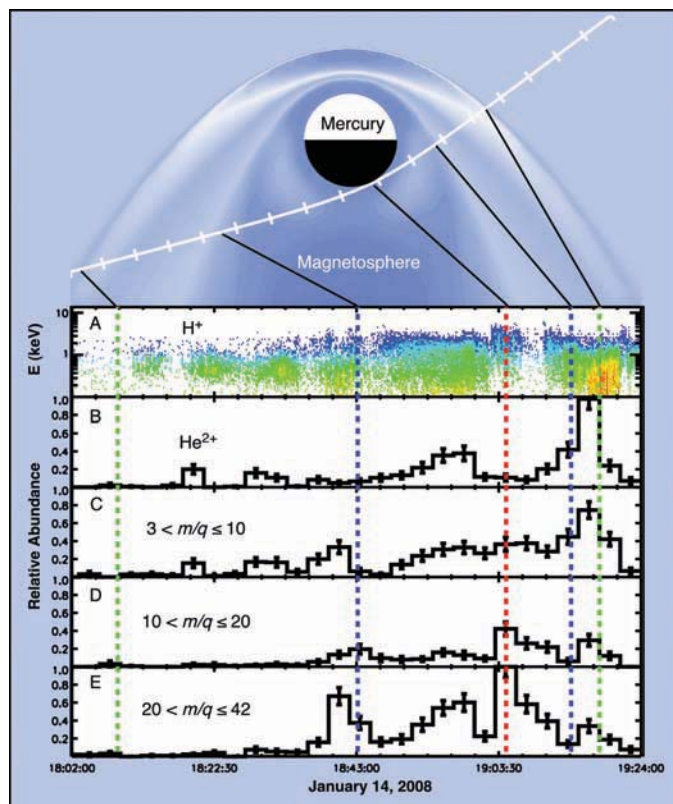 Mercury
Magnetosphere
A
H⁺
E (keV)
10
1
B
He²⁺
1.0
0.8
0.6
0.4
0.2
C
3 < m/q ≤ 10
1.0
0.8
0.6
0.4
0.2
Relative Abundance
D
10 < m/q ≤ 20
1.0
0.8
0.6
0.4
0.2
E
20 < m/q ≤ 42
1.0
0.8
0.6
0.4
0.2
18:02:00 18:22:30 18:43:00 19:03:30 19:24:00
January 14, 2008